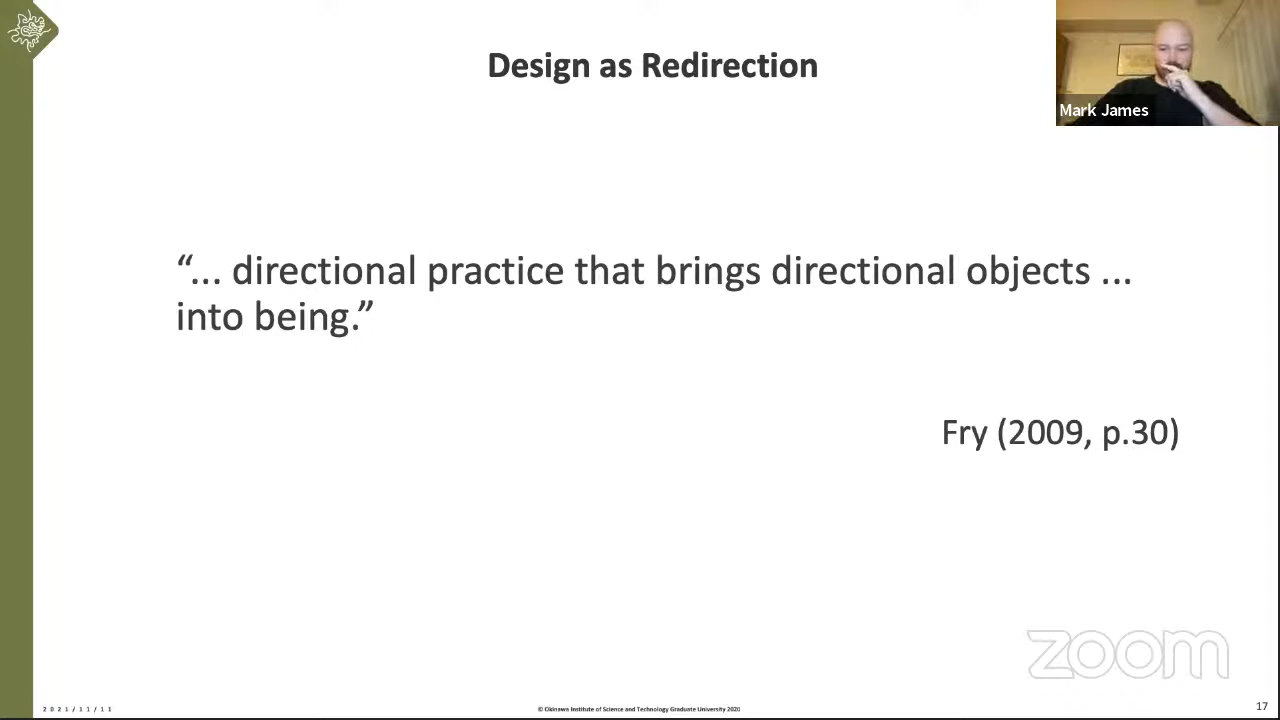 Design as Redirection
Mark James
“... directional practice that brings directional objects ...
into being.”
Fry (2009, p.30)
zoom
2021/11/11
© Okinawa Institute of Science and Technology Graduate University 2020
17